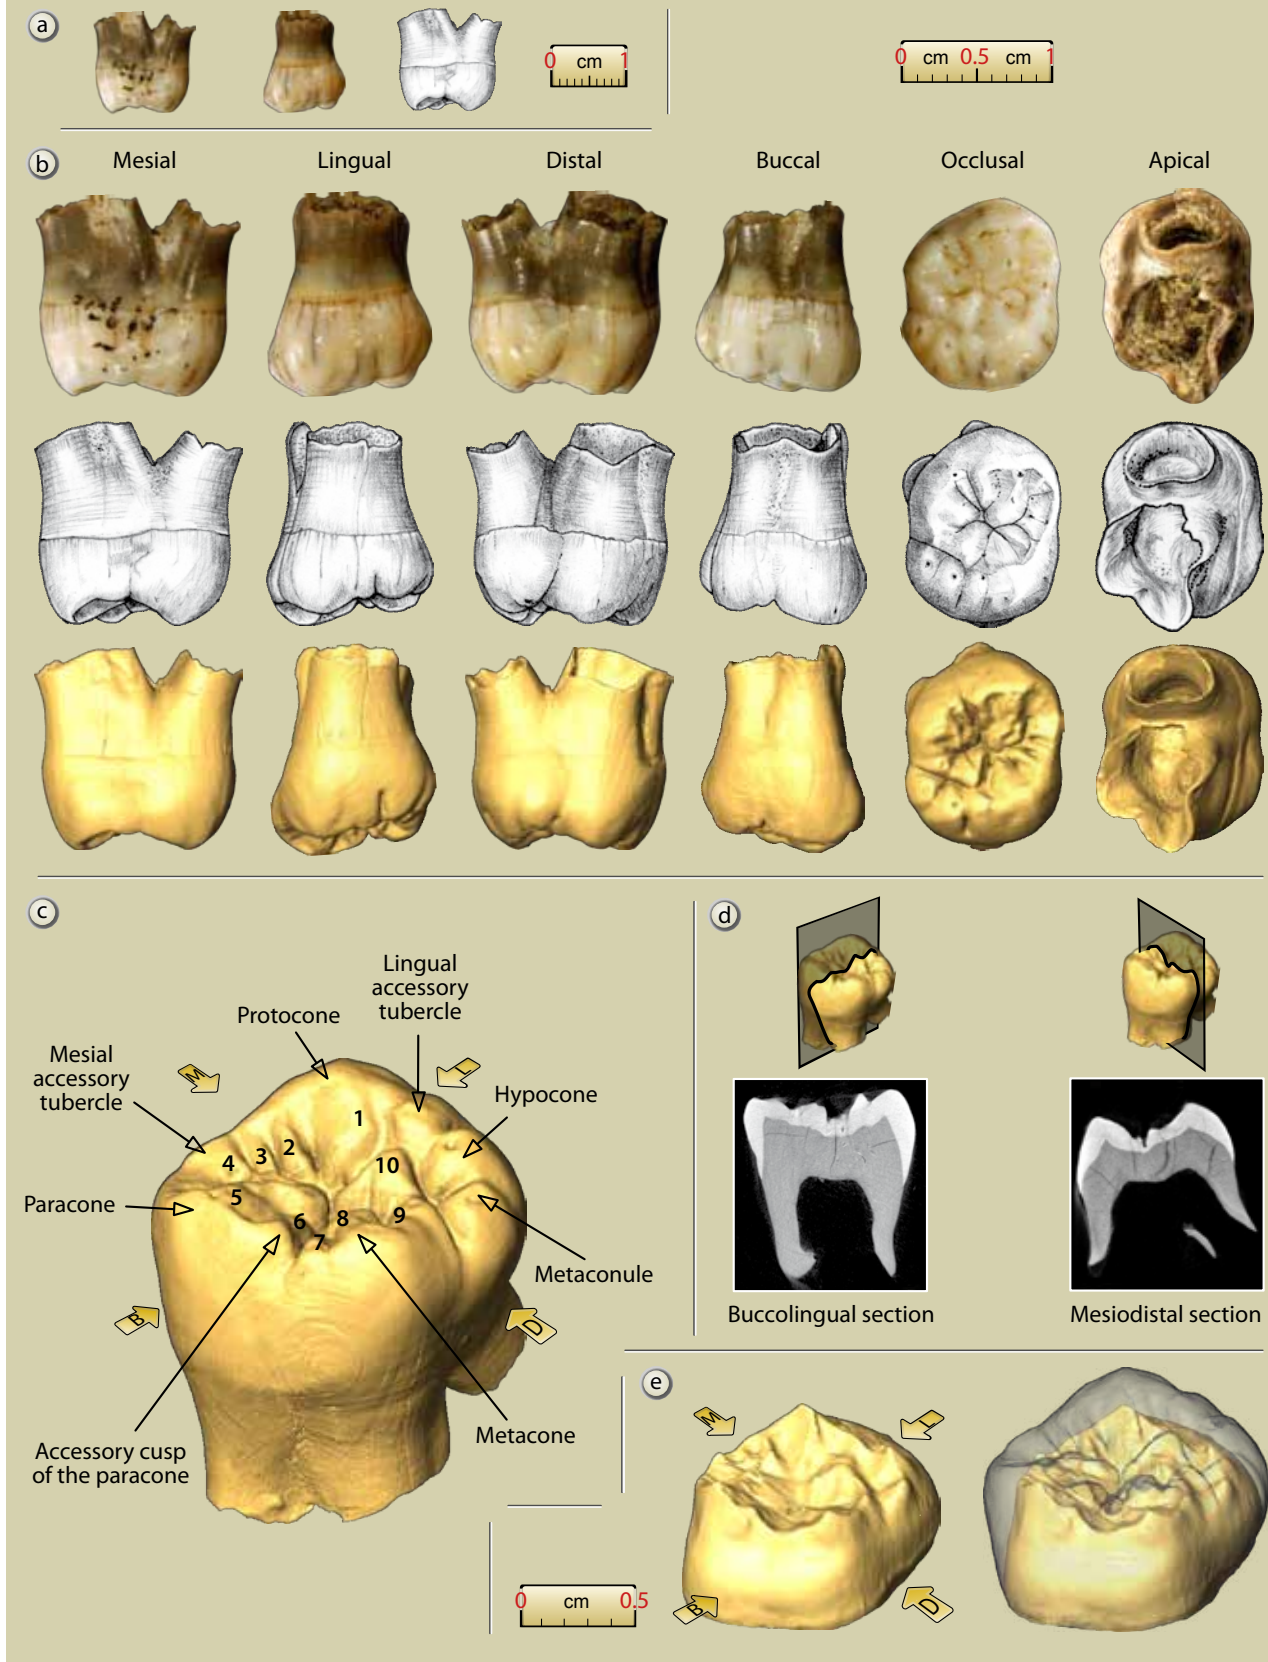 a
0 cm 1
0 cm 0.5 cm 1
b
Mesial
Lingual
Distal
Buccal
Occlusal
Apical
c
Lingual
accessory
tubercle
Protocone
Mesial
accessory
tubercle
M
L
Hypocone
1
2
3
4
10
5
Paracone
6
7
8
9
Metaconule
B
D
Accessory cusp
of the paracone
Metacone
d
Buccolingual section
Mesiodistal section
e
M
L
B
D
0 cm 0.5